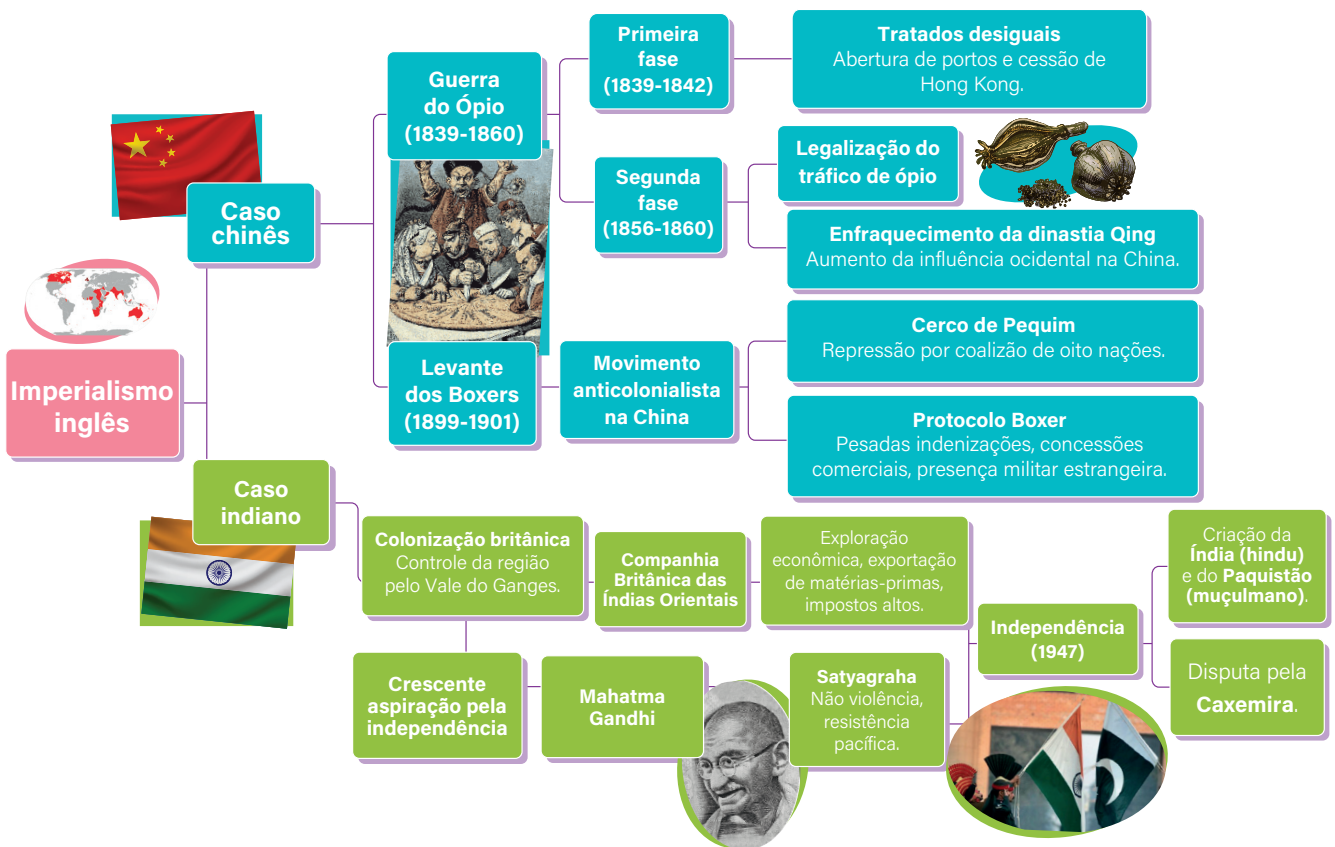 Imperialismo
inglês
Caso
chinês
Guerra
do Ópio
(1839-1860)
Primeira
fase
(1839-1842)
Tratados desiguais
Abertura de portos e cessão de
Hong Kong.
Segunda
fase
(1856-1860)
Legalização do
tráfico de ópio
Enfraquecimento da dinastia Qing
Aumento da influência ocidental na China.
Levante
dos Boxers
(1899-1901)
Movimento
anticolonialista
na China
Cerco de Pequim
Repressão por coalizão de oito nações.
Protocolo Boxer
Pesadas indenizações, concessões
comerciais, presença militar estrangeira.
Caso
indiano
Colonização britânica
Controle da região
pelo Vale do Ganges.
Companhia
Britânica das
Índias Orientais
Exploração
econômica, exportação
de matérias-primas,
impostos altos.
Crescente
aspiração pela
independência
Mahatma
Gandhi
Satyagraha
Não violência,
resistência
pacífica.
Independência
(1947)
Criação da
Índia (hindu)
e do Paquistão
(muçulmano).
Disputa pela
Caxemira.